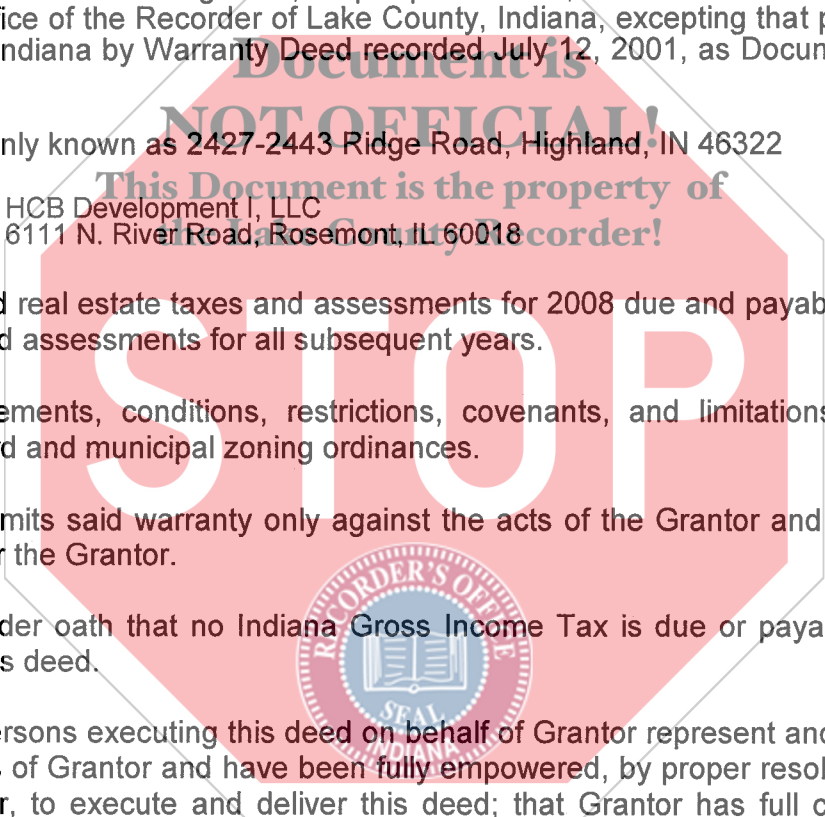 ice of the Recorder of Lake County, Indiana, excepting that p
ndiana by Warranty Deed recorded July 12, 2001, as Docum
Document is
NOT OFFICIAL!
nly known as 2427-2443 Ridge Road, Highland, IN 46322
This Document is the property of
the Lake County Recorder!
HCB Development I, LLC
6111 N. River Road, Rosemont, IL 60018
d real estate taxes and assessments for 2008 due and payab
d assessments for all subsequent years.
STOP
ements, conditions, restrictions, covenants, and limitations
d and municipal zoning ordinances.
mits said warranty only against the acts of the Grantor and
r the Grantor.
RECORDER'S OFFICE
SEAL
INDIANA
der oath that no Indiana Gross Income Tax is due or paya
s deed.
ersons executing this deed on behalf of Grantor represent and
of Grantor and have been fully empowered, by proper resol
r, to execute and deliver this deed; that Grantor has full c